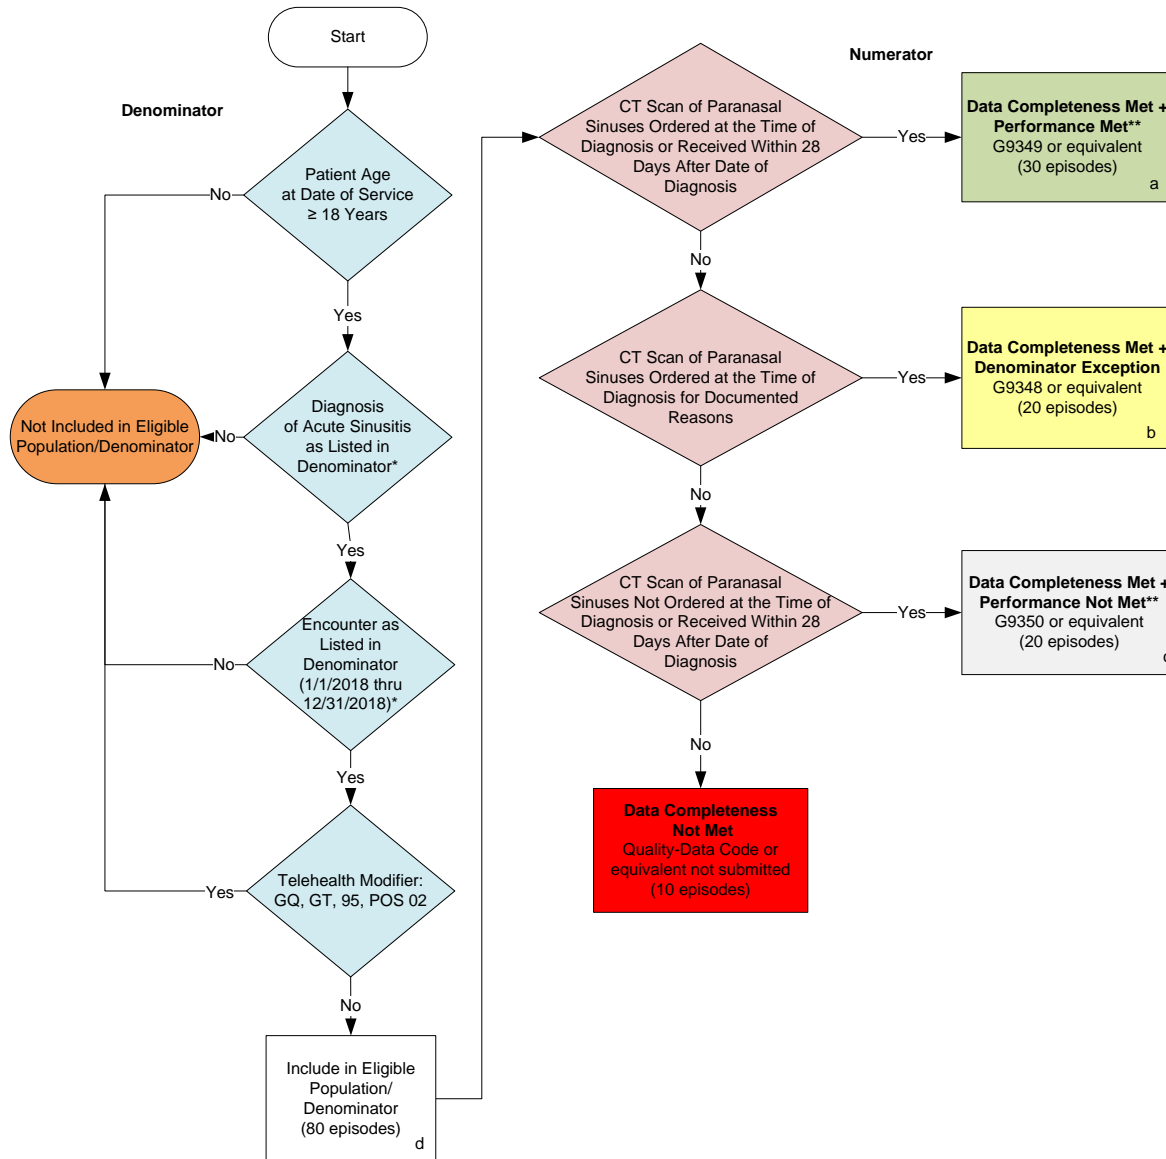 Start
Denominator
Patient Age
at Date of Service
≥ 18 Years
No
Yes
Diagnosis
of Acute Sinusitis
as Listed in
Denominator*
No
Not Included in Eligible
Population/Denominator
Yes
Encounter as
Listed in
Denominator
(1/1/2018 thru
12/31/2018)*
No
Yes
Telehealth Modifier:
GQ, GT, 95, POS 02
Yes
No
Include in Eligible
Population/
Denominator
(80 episodes)
d
Numerator
CT Scan of Paranasal
Sinuses Ordered at the Time of
Diagnosis or Received Within 28
Days After Date of
Diagnosis
Yes
Data Completeness Met +
Performance Met**
G9349 or equivalent
(30 episodes)
a
No
CT Scan of Paranasal
Sinuses Ordered at the Time of
Diagnosis for Documented
Reasons
Yes
Data Completeness Met +
Denominator Exception
G9348 or equivalent
(20 episodes)
b
No
CT Scan of Paranasal
Sinuses Not Ordered at the Time of
Diagnosis or Received Within 28
Days After Date of
Diagnosis
Yes
Data Completeness Met +
Performance Not Met**
G9350 or equivalent
(20 episodes)
c
No
Data Completeness
Not Met
Quality-Data Code or
equivalent not submitted
(10 episodes)